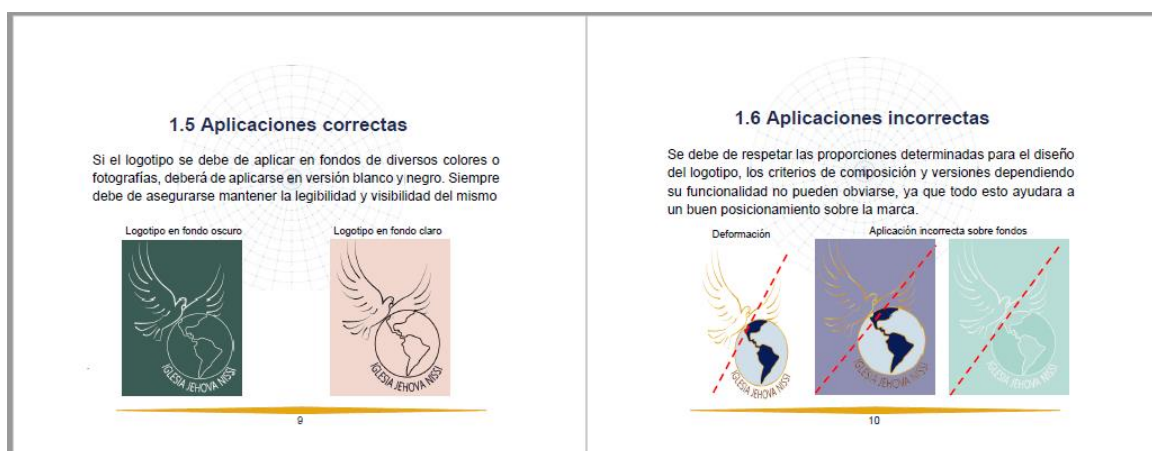 1.5 Aplicaciones correctas
Si el logotipo se debe de aplicar en fondos de diversos colores o
fotografías, deberá de aplicarse en versión blanco y negro. Siempre
debe de asegurarse mantener la legibilidad y visibilidad del mismo
Logotipo en fondo oscuro
Logotipo en fondo claro
IGLESIA JEHOVA NISSI
IGLESIA JEHOVA NISSI
9
1.6 Aplicaciones incorrectas
Se debe de respetar las proporciones determinadas para el diseño
del logotipo, los criterios de composición y versiones dependiendo
su funcionalidad no pueden obviarse, ya que todo esto ayudara a
un buen posicionamiento sobre la marca.
Deformación
Aplicación incorrecta sobre fondos
IGLESIA JEHOVA NISSI
IGLESIA JEHOVA NISSI
IGLESIA JEHOVA NISSI
10